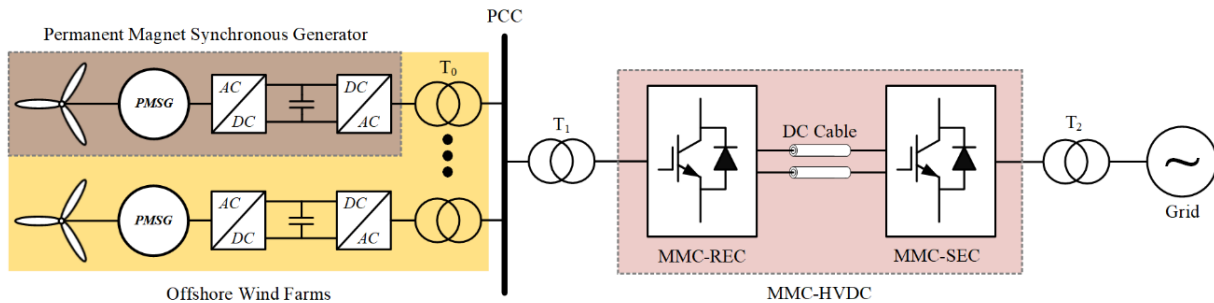 PCC
Permanent Magnet Synchronous Generator
T0
PMSG
AC
DC
DC
AC
T1
DC Cable
T2
Grid
MMC-REC
MMC-SEC
PMSG
AC
DC
DC
AC
Offshore Wind Farms
MMC-HVDC